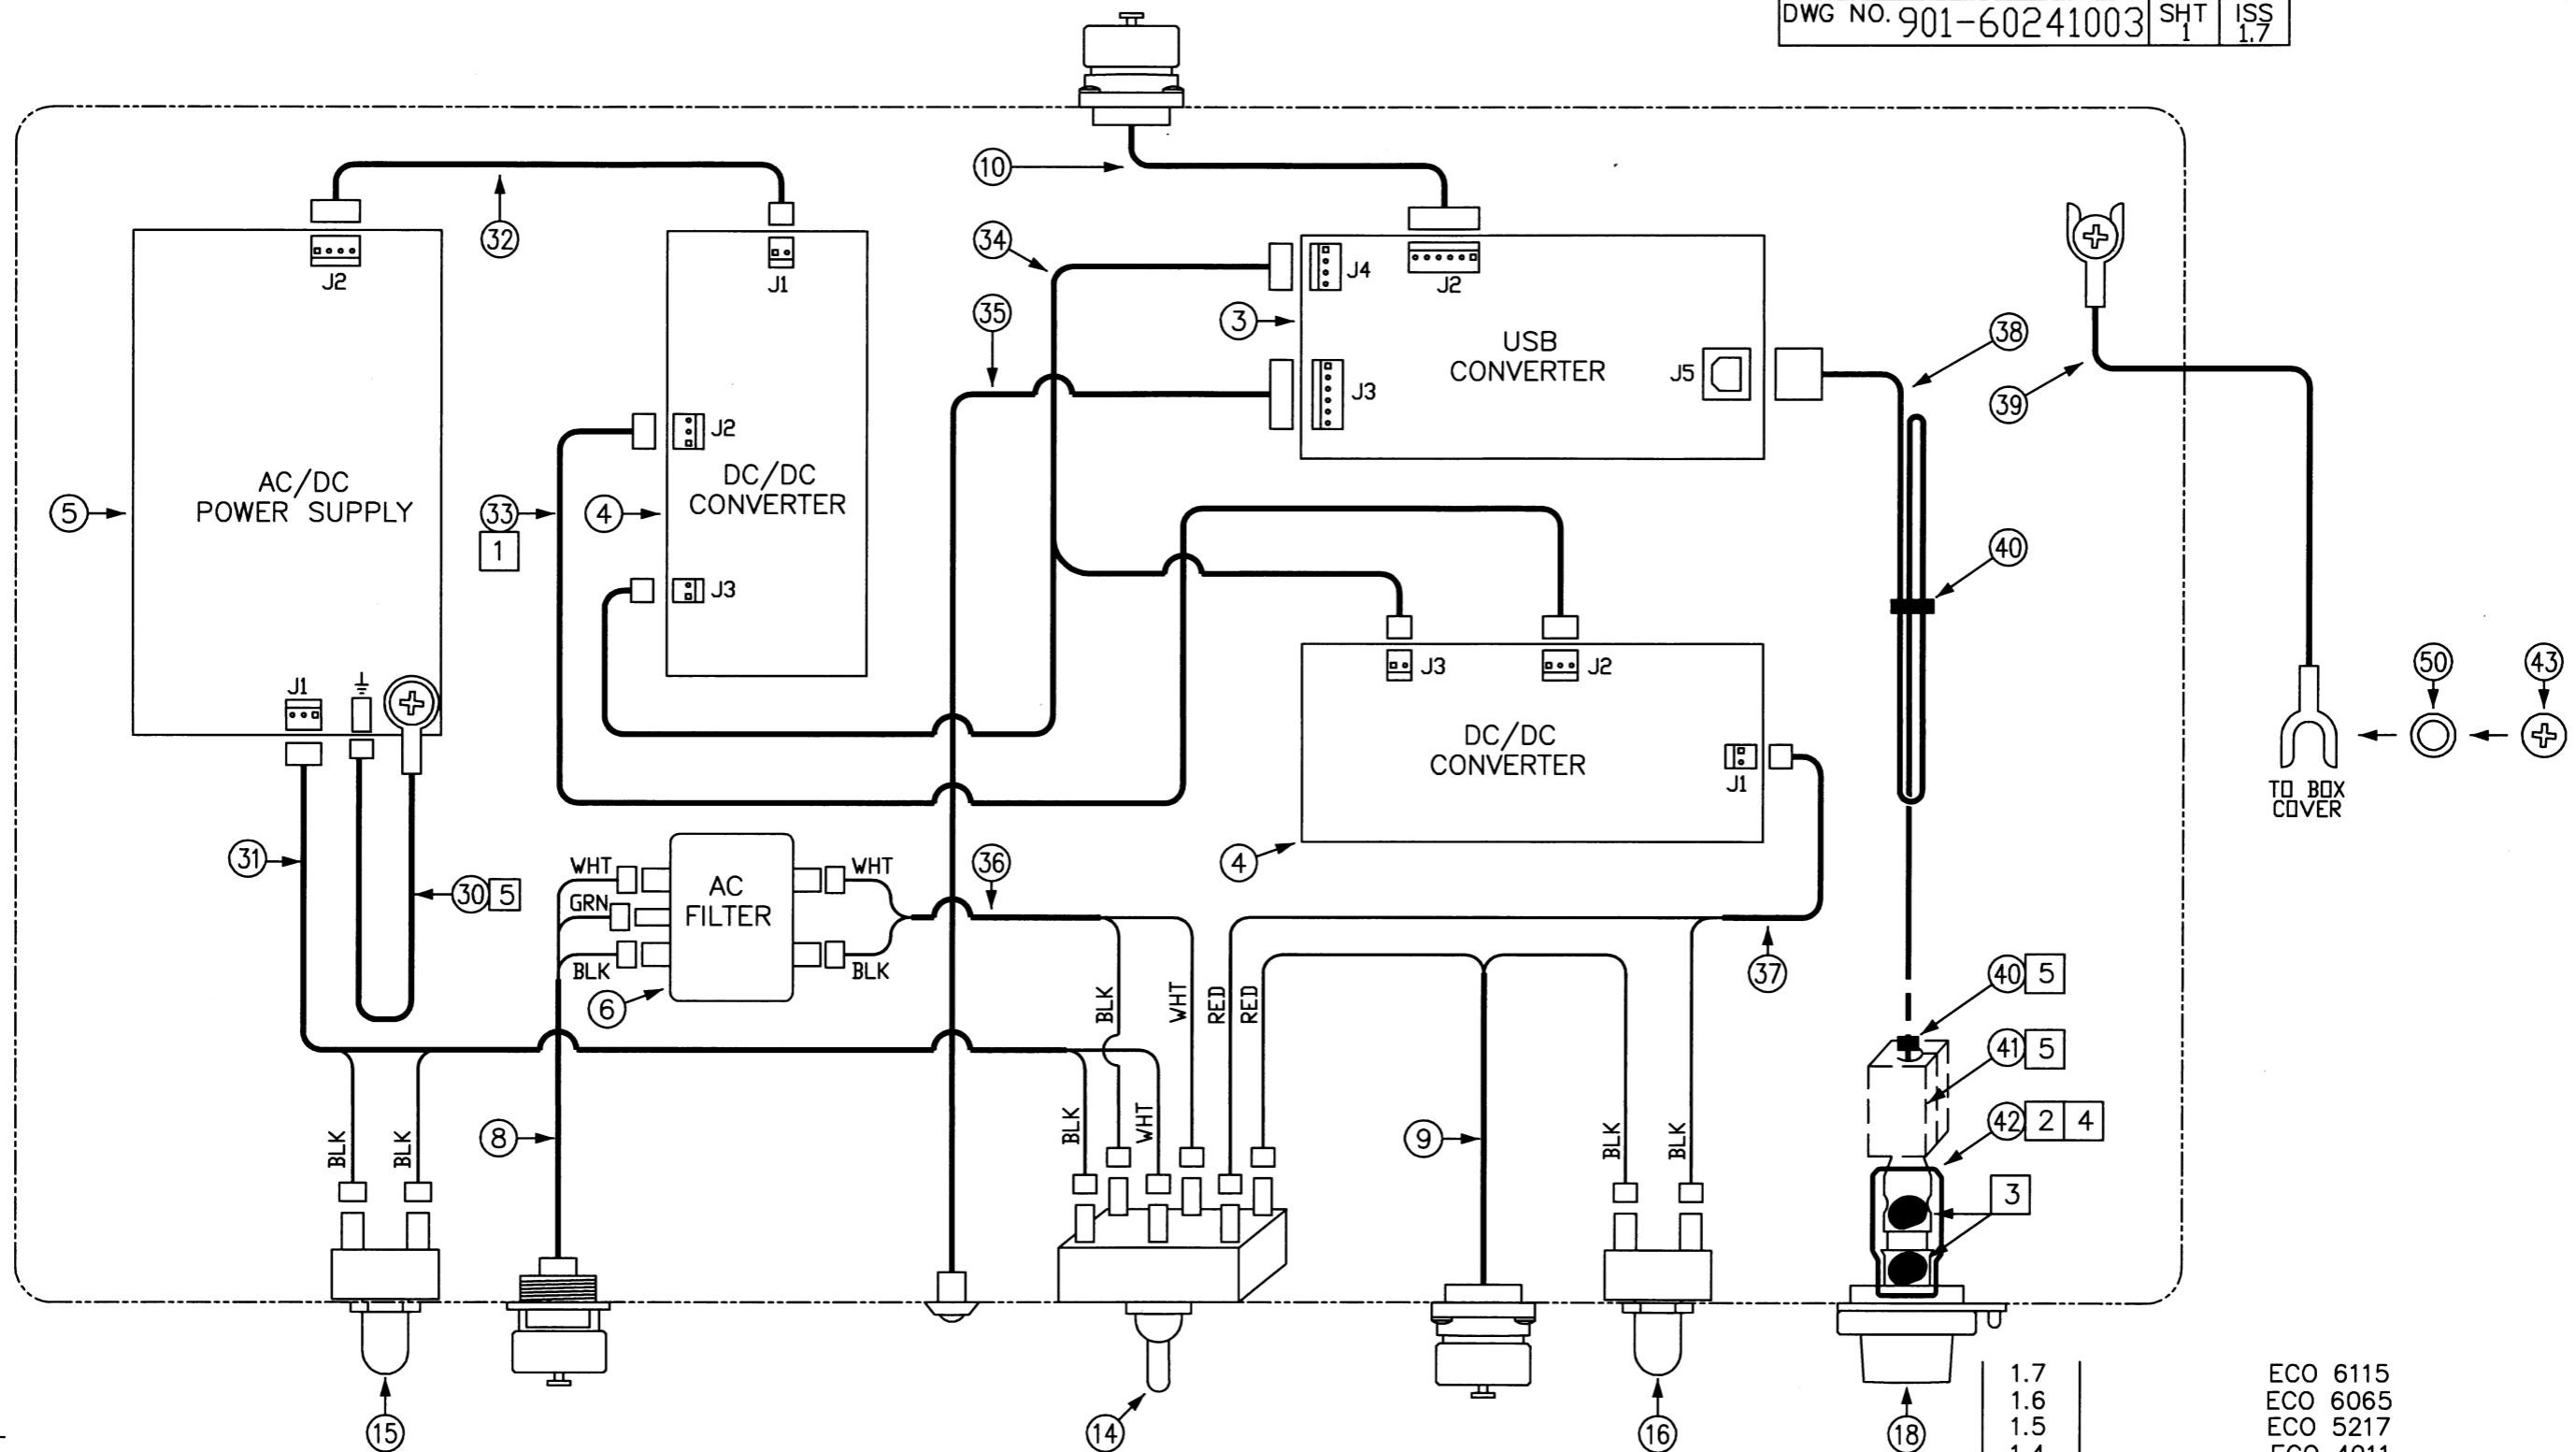 DWG NO. 901-60241003 SHT 1 ISS 1.7
10
32
34
J2
J1
J4
J2
35
3
USB
CONVERTER
J5
J3
38
39
J2
AC/DC
POWER SUPPLY
5
33
1
4
DC/DC
CONVERTER
J3
40
J3
J2
50
43
J1
DC/DC
CONVERTER
J1
TO BOX
COVER
31
30 5
4
WHT
GRN
BLK
AC
FILTER
WHT
BLK
36
6
37
BLK
WHT
RED
RED
40 5
41 5
42 2 4
3
8
9
BLK
BLK
BLK
WHT
BLK
BLK
15
14
16
18
1.7 ECO 6115
1.6 ECO 6065
1.5 ECO 5217
1.4 ECO 4911